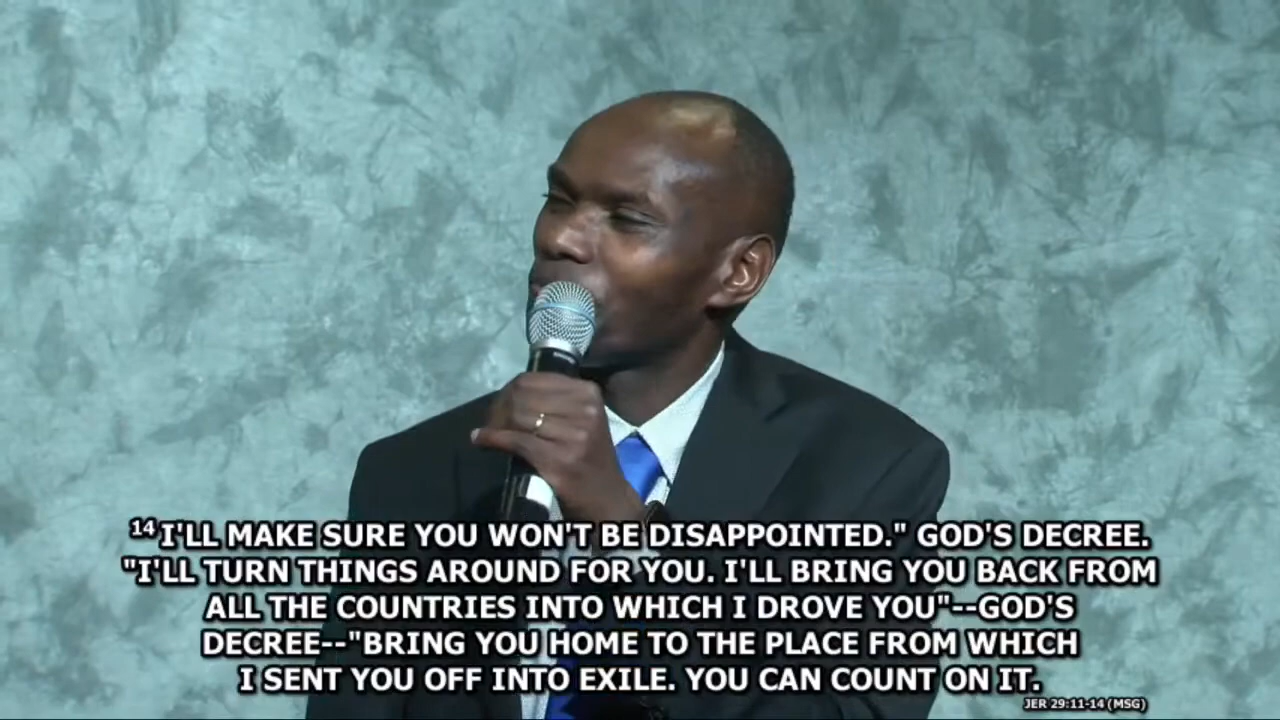 14 I'LL MAKE SURE YOU WON'T BE DISAPPOINTED." GOD'S DECREE.
"I'LL TURN THINGS AROUND FOR YOU. I'LL BRING YOU BACK FROM
ALL THE COUNTRIES INTO WHICH I DROVE YOU"--GOD'S
DECREE--"BRING YOU HOME TO THE PLACE FROM WHICH
I SENT YOU OFF INTO EXILE. YOU CAN COUNT ON IT.
JER 29:11-14 (MSG)